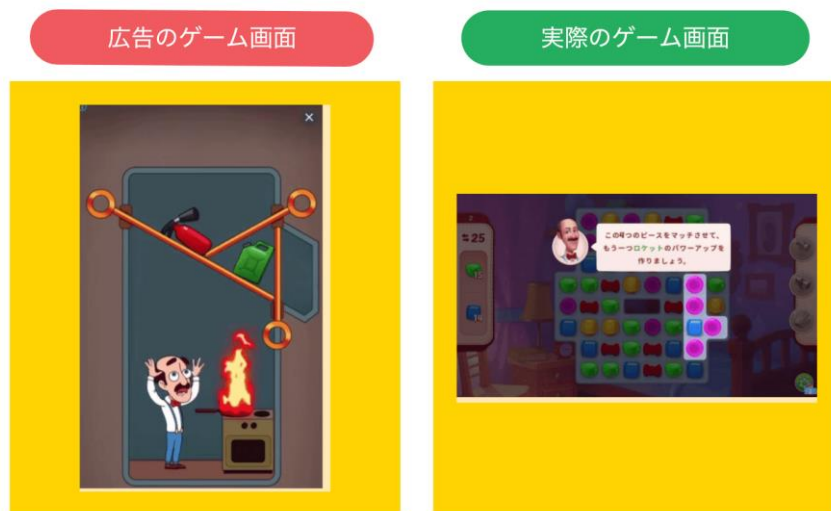 広告のゲーム画面
実際のゲーム画面
2
25
この4つのピースをマッチさせて、
もう一つロケットのパワーアップを
作りましょう。